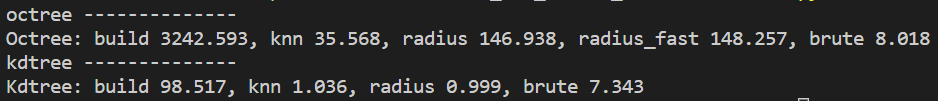 octree --------------
Octree: build 3242.593, knn 35.568, radius 146.938, radius_fast 148.257, brute 8.018
kdtree --------------
Kdtree: build 98.517, knn 1.036, radius 0.999, brute 7.343